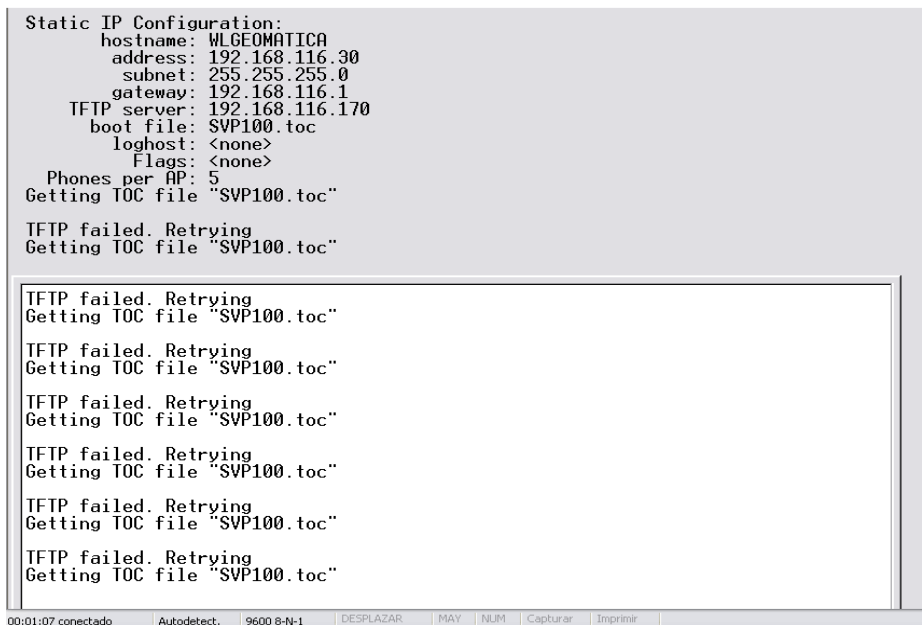 Static IP Configuration:
hostname: WLGEOMATICA
address: 192.168.116.30
subnet: 255.255.255.0
gateway: 192.168.116.1
TFTP server: 192.168.116.170
boot file: SVP100.toc
loghost: <none>
Flags: <none>
Phones per AP: 5
Getting TOC file "SVP100.toc"
TFTP failed. Retrying
Getting TOC file "SVP100.toc"
TFTP failed. Retrying
Getting TOC file "SVP100.toc"
TFTP failed. Retrying
Getting TOC file "SVP100.toc"
TFTP failed. Retrying
Getting TOC file "SVP100.toc"
TFTP failed. Retrying
Getting TOC file "SVP100.toc"
TFTP failed. Retrying
Getting TOC file "SVP100.toc"
TFTP failed. Retrying
Getting TOC file "SVP100.toc"
00:01:07 conectado Autodetect. 9600 8-N-1 DESPLAZAR MAY NUM Capturar Imprimir